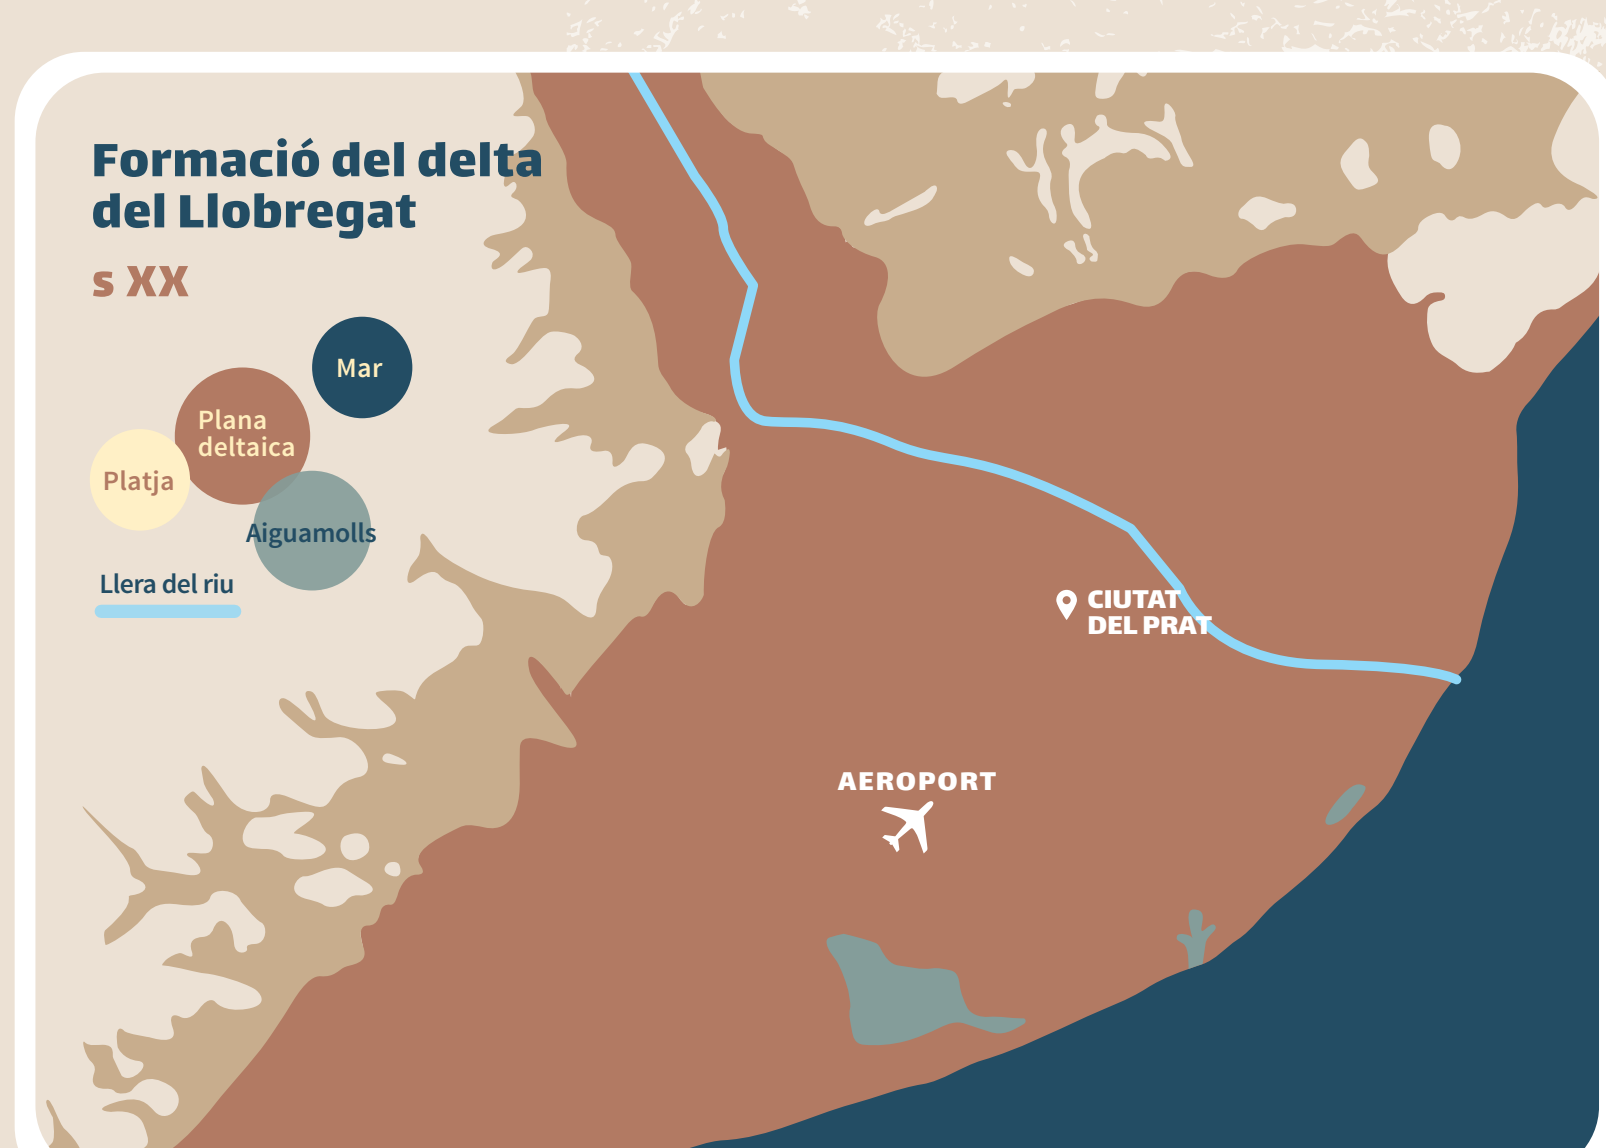 Formació del delta
del Llobregat
s XX
Mar
Plana
deltaica
Platja
Aiguamolls
Llera del riu
CIUTAT
DEL PRAT
AEROPORT